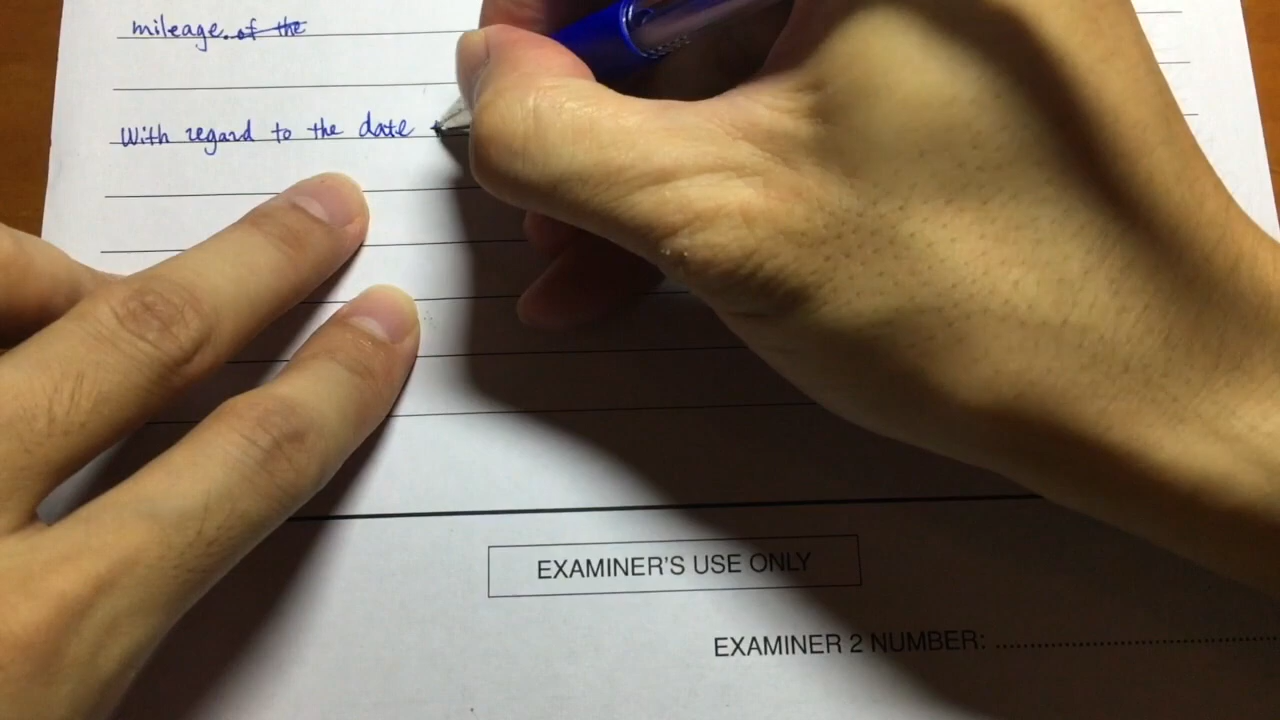 mileage. of the
With regard to the date
EXAMINER'S USE ONLY
EXAMINER 2 NUMBER: